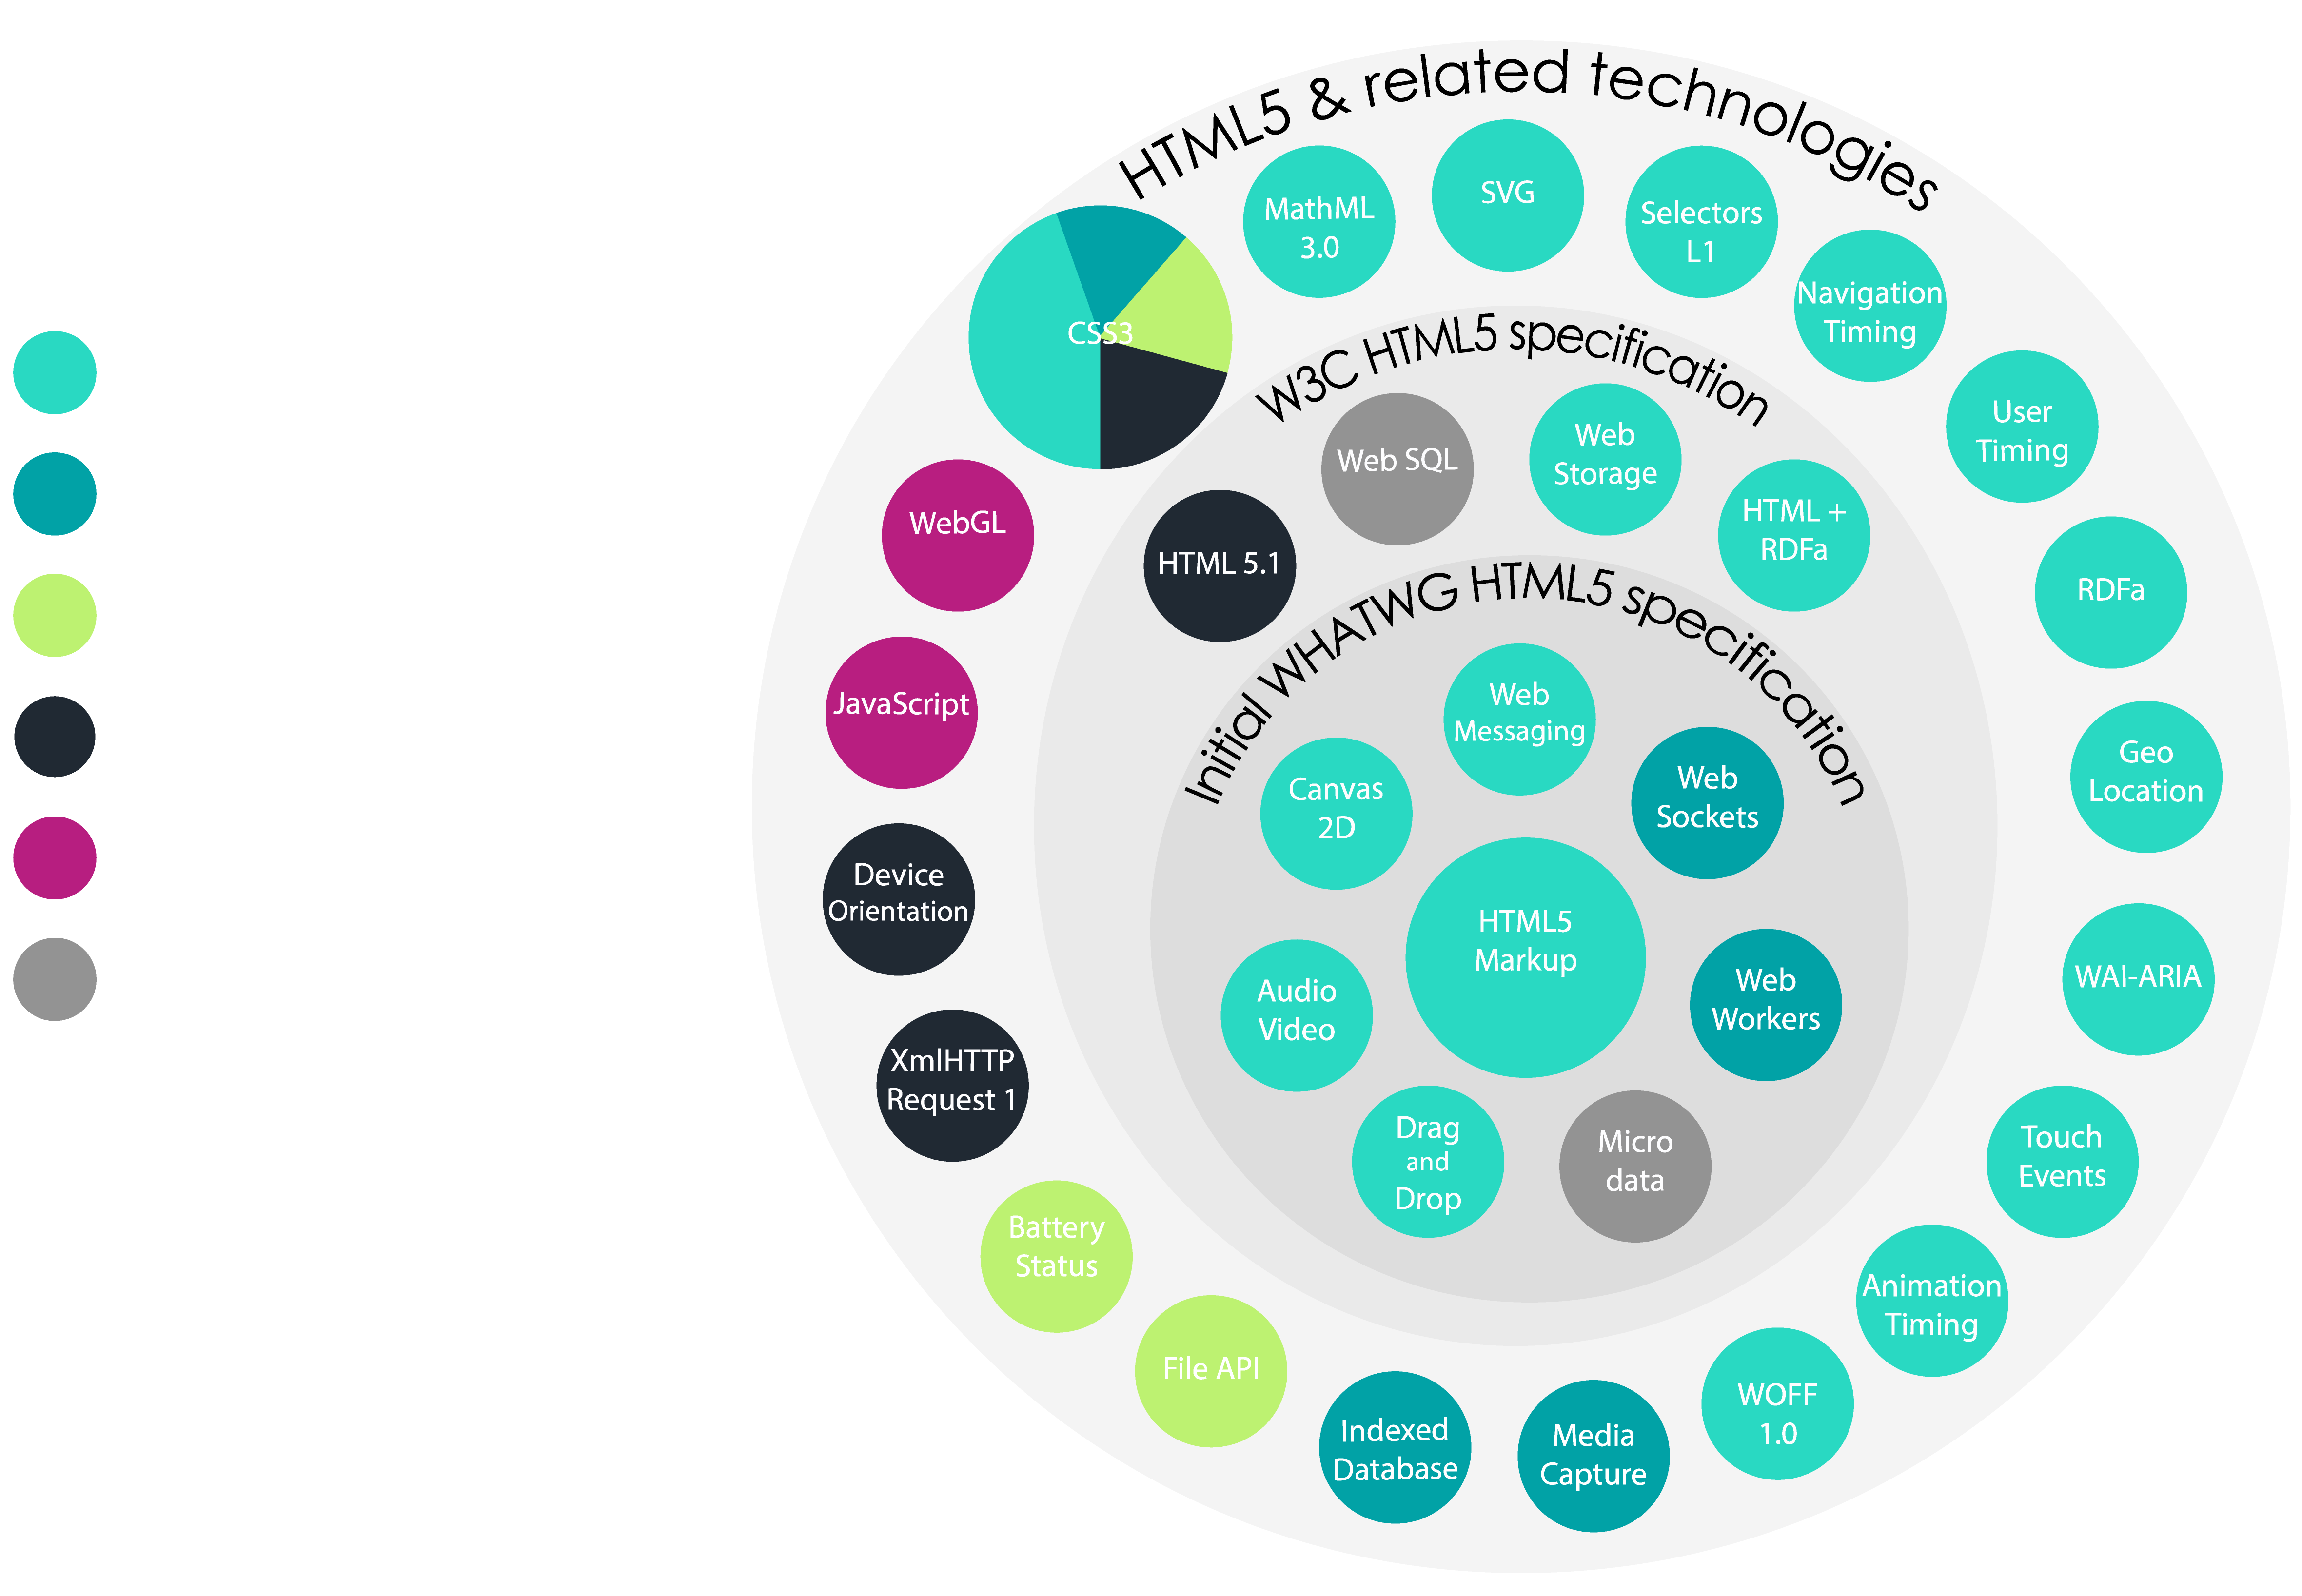 HTML5 & related technologies
MathML
3.0
SVG
Selectors
L1
Navigation
Timing
User
Timing
RDFa
Geo
Location
WAI-ARIA
Touch
Events
Animation
Timing
WOFF
1.0
Media
Capture
Indexed
Database
File API
Battery
Status
XmlHTTP
Request 1
Device
Orientation
JavaScript
WebGL
CSS3
W3C HTML5 specification
HTML 5.1
Web SQL
Web
Storage
HTML +
RDFa
Initial WHATWG HTML5 specification
Web
Messaging
Web
Sockets
Web
Workers
Micro
data
Drag
and
Drop
Audio
Video
Canvas
2D
HTML5
Markup